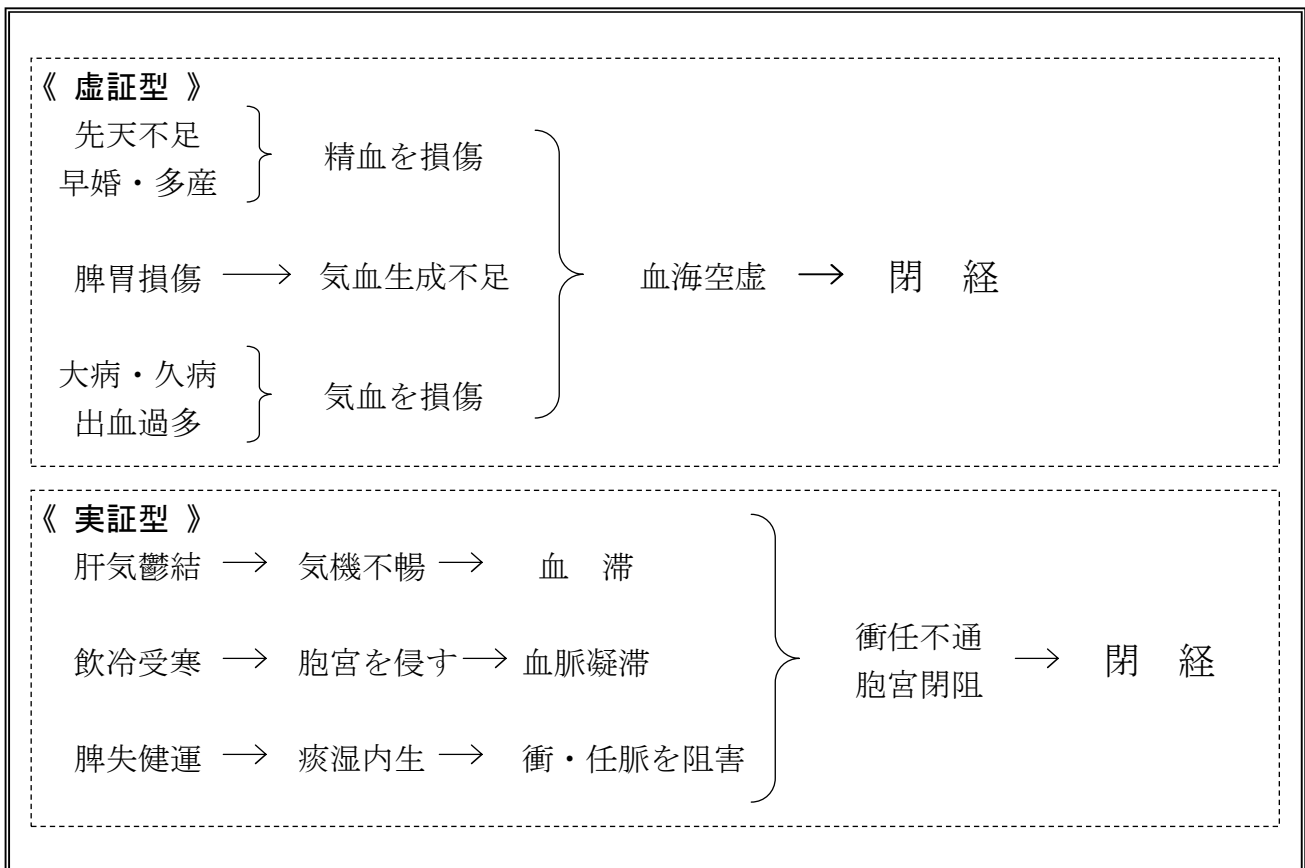 《 虚証型 》
先天不足
早婚・多産
精血を損傷
脾胃損傷 → 気血生成不足
大病・久病
出血過多
気血を損傷
血海空虚 → 閉 経
《 実証型 》
肝気鬱結 → 気機不暢 → 血 滞
飲冷受寒 → 胞宮を侵す → 血脈凝滞
脾失健運 → 痰湿内生 → 衝・任脈を阻害
衝任不通
胞宮閉阻
→ 閉 経